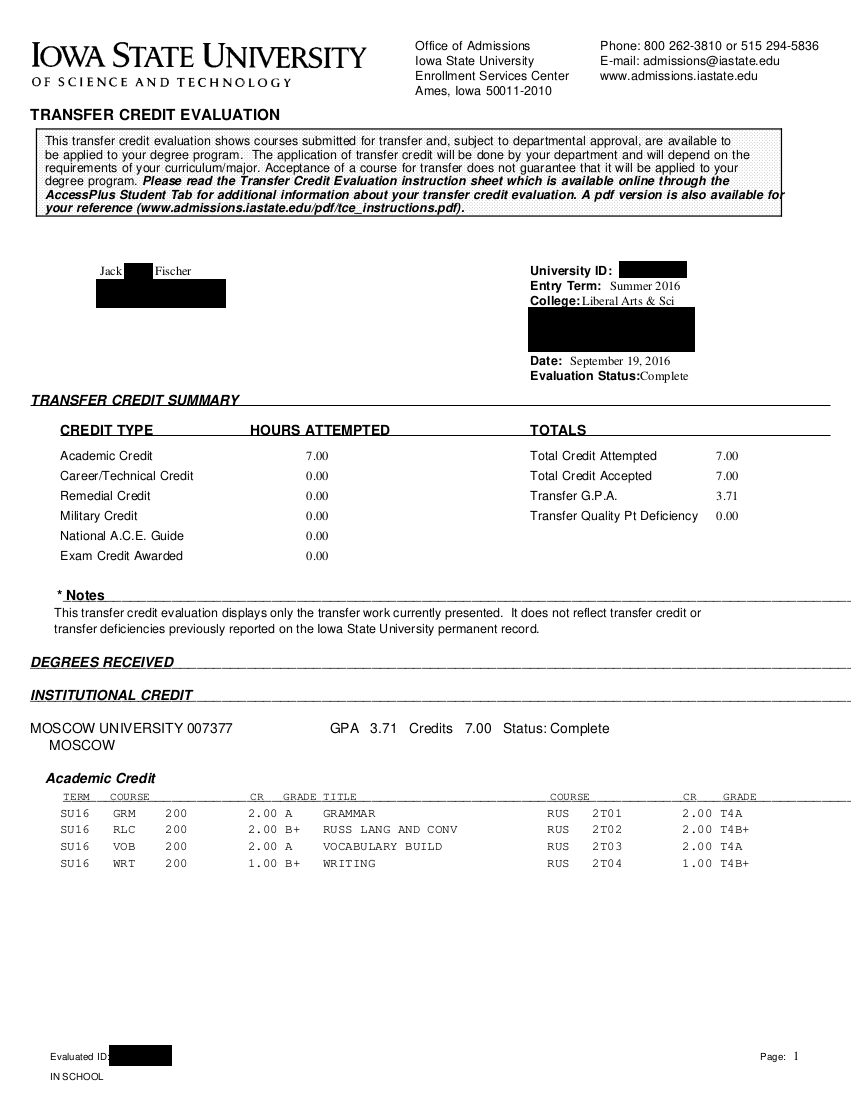 IOWA STATE UNIVERSITY
OF SCIENCE AND TECHNOLOGY
Office of Admissions
Iowa State University
Enrollment Services Center
Ames, Iowa 50011-2010
Phone: 800 262-3810 or 515 294-5836
E-mail: admissions@iastate.edu
www.admissions.iastate.edu
TRANSFER CREDIT EVALUATION
This transfer credit evaluation shows courses submitted for transfer and, subject to departmental approval, are available to
be applied to your degree program. The application of transfer credit will be done by your department and will depend on the
requirements of your curriculum/major. Acceptance of a course for transfer does not guarantee that it will be applied to your
degree program. Please read the Transfer Credit Evaluation instruction sheet which is available online through the
AccessPlus Student Tab for additional information about your transfer credit evaluation. A pdf version is also available for
your reference (www.admissions.iastate.edu/pdf/tce_instructions.pdf).
Jack Fischer
University ID:
Entry Term: Summer 2016
College: Liberal Arts & Sci
Date: September 19, 2016
Evaluation Status:Complete
TRANSFER CREDIT SUMMARY
CREDIT TYPE HOURS ATTEMPTED TOTALS
Academic Credit 7.00 Total Credit Attempted 7.00
Career/Technical Credit 0.00 Total Credit Accepted 7.00
Remedial Credit 0.00 Transfer G.P.A. 3.71
Military Credit 0.00 Transfer Quality Pt Deficiency 0.00
National A.C.E. Guide 0.00
Exam Credit Awarded 0.00
* Notes
This transfer credit evaluation displays only the transfer work currently presented. It does not reflect transfer credit or
transfer deficiencies previously reported on the Iowa State University permanent record.
DEGREES RECEIVED
INSTITUTIONAL CREDIT
MOSCOW UNIVERSITY 007377 GPA 3.71 Credits 7.00 Status: Complete
MOSCOW
Academic Credit
TERM COURSE CR GRADE TITLE COURSE CR GRADE
SU16 GRM 200 2.00 A GRAMMAR RUS 2T01 2.00 T4A
SU16 RLC 200 2.00 B+ RUSS LANG AND CONV RUS 2T02 2.00 T4B+
SU16 VOB 200 2.00 A VOCABULARY BUILD RUS 2T03 2.00 T4A
SU16 WRT 200 1.00 B+ WRITING RUS 2T04 1.00 T4B+
Evaluated ID:
Page: 1
IN SCHOOL